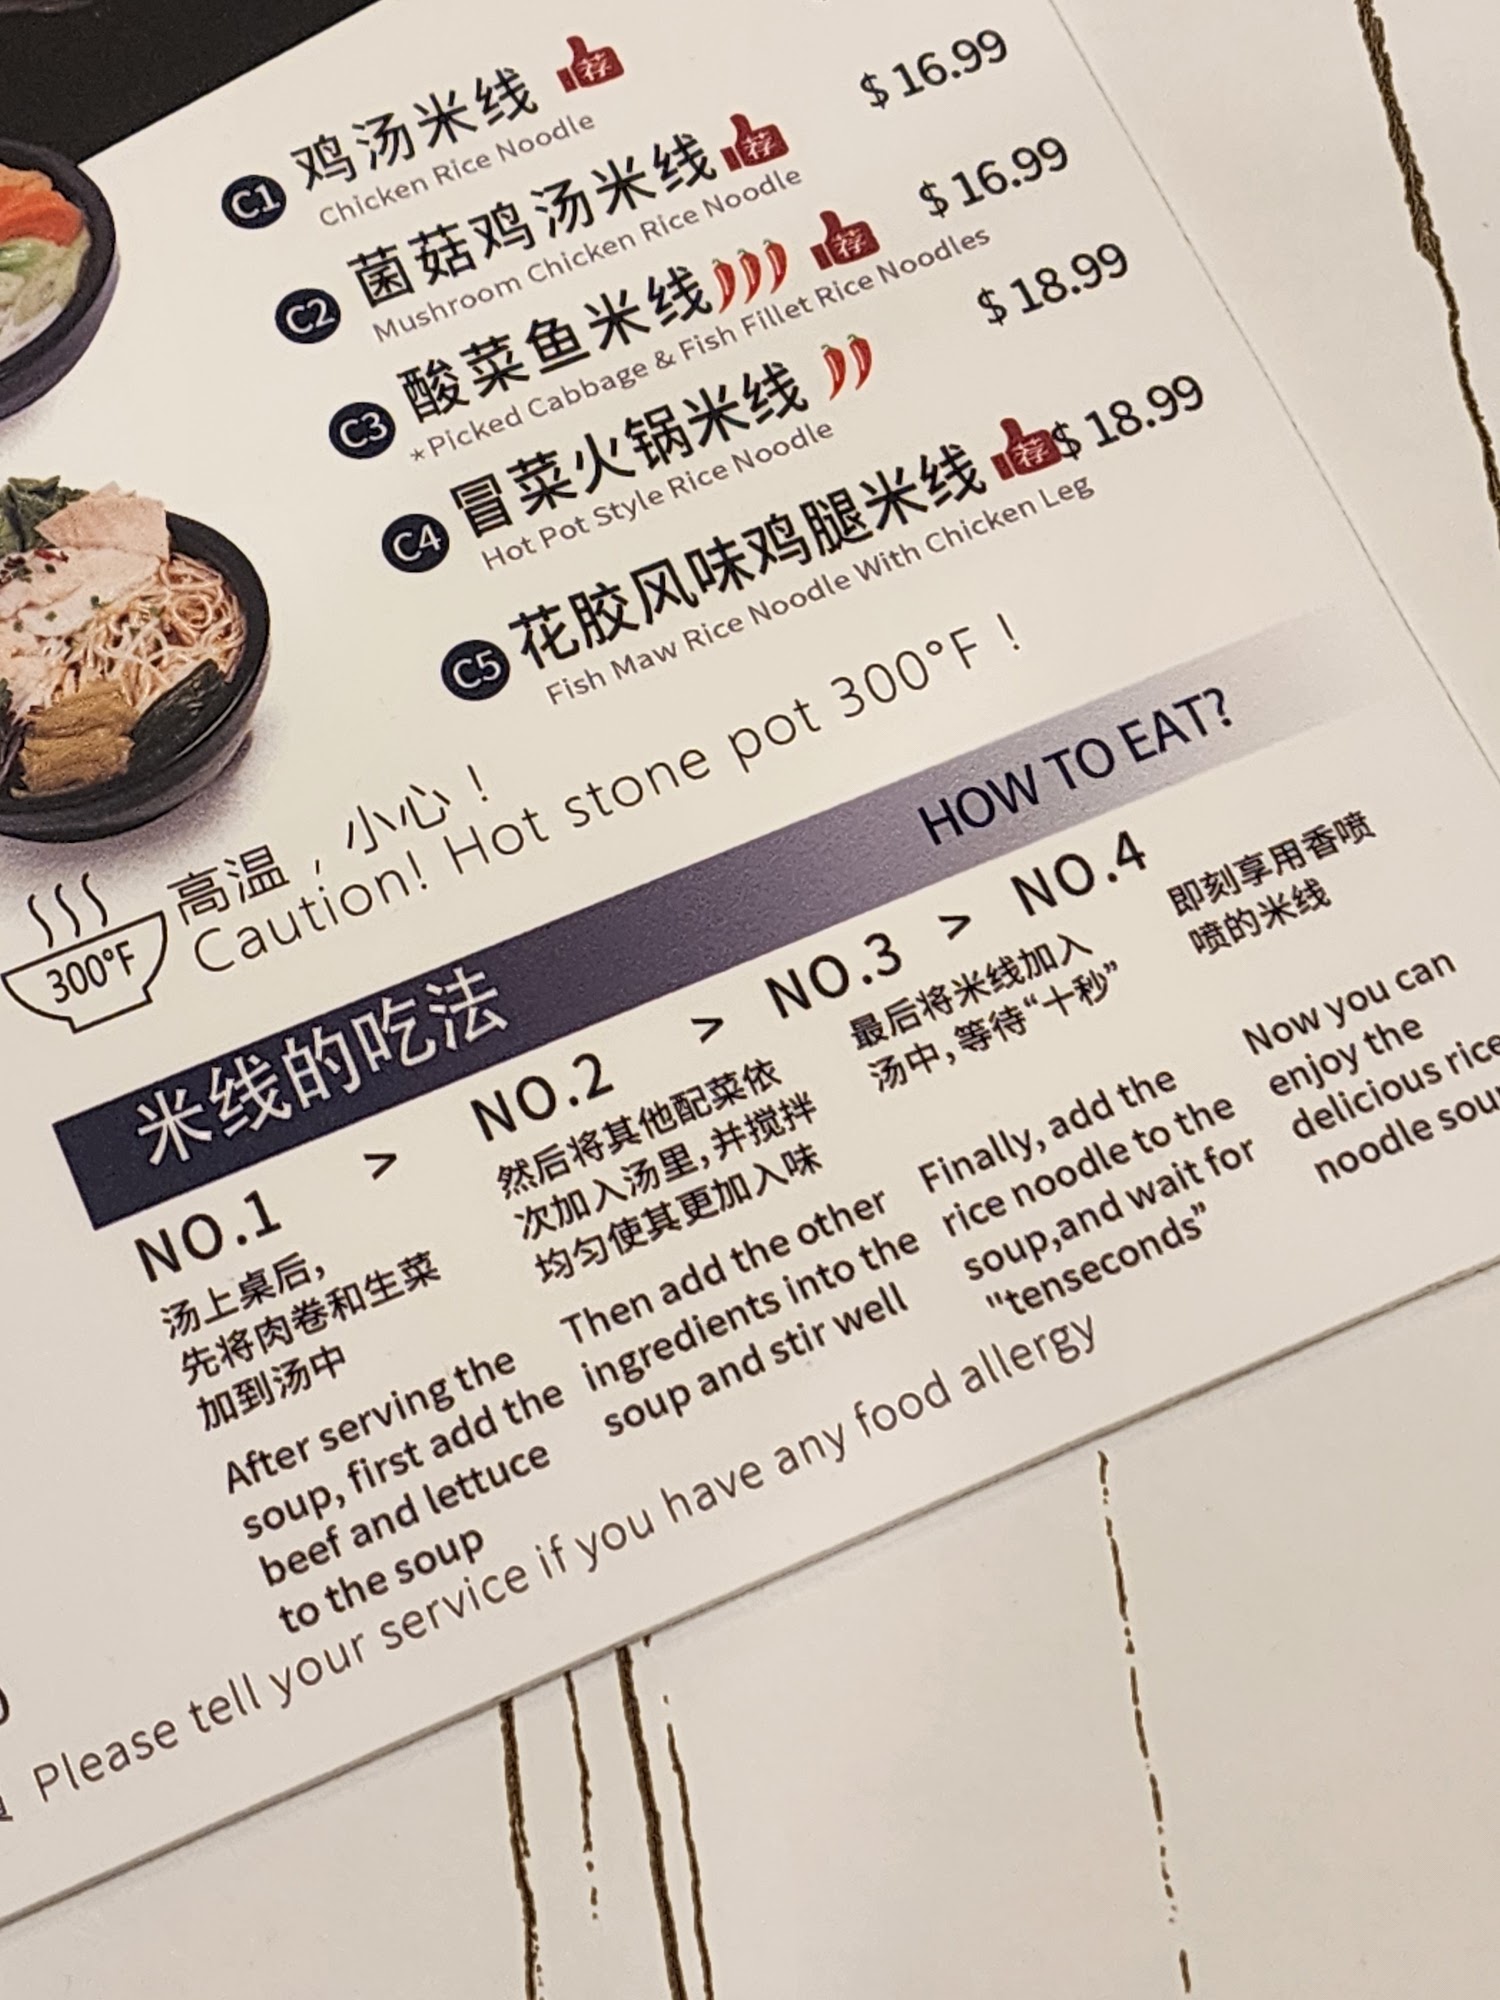 C1 鸡汤米线 荐
Chicken Rice Noodle
$ 16.99
C2 菌菇鸡汤米线 荐
Mushroom Chicken Rice Noodle
$ 16.99
C3 酸菜鱼米线 荐
*Picked Cabbage & Fish Fillet Rice Noodles
$ 18.99
C4 冒菜火锅米线
Hot Pot Style Rice Noodle
$ 18.99
C5 花胶风味鸡腿米线 荐
Fish Maw Rice Noodle With Chicken Leg
300°F
高温，小心！
Caution! Hot stone pot 300°F !
米线的吃法 HOW TO EAT?
NO.1 > NO.2 > NO.3 > NO.4
汤上桌后，
先将肉卷和生菜
加到汤中
After serving the
soup, first add the
beef and lettuce
to the soup
然后将其他配菜依
次加入汤里，并搅拌
均匀使其更加入味
Then add the other
ingredients into the
soup and stir well
最后将米线加入
汤中，等待“十秒”
Finally, add the
rice noodle to the
soup,and wait for
"tenseconds”
即刻享用香喷
喷的米线
Now you can
enjoy the
delicious rice
noodle sou
Please tell your service if you have any food allergy